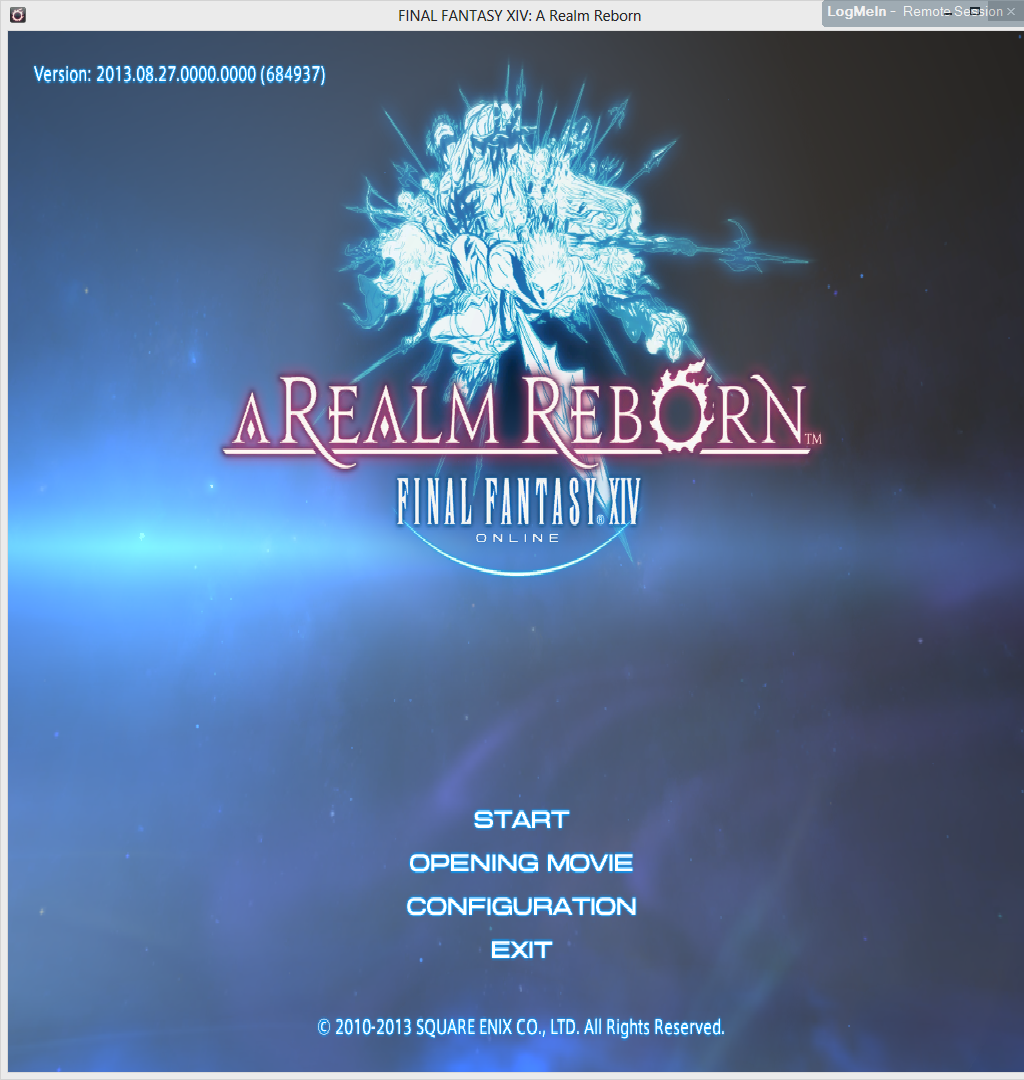 FINAL FANTASY XIV: A Realm Reborn
LogMeIn - Remote Session
Version: 2013.08.27.0000.0000 (684937)
A REALM REBORN™
FINAL FANTASY® XIV
ONLINE
START
OPENING MOVIE
CONFIGURATION
EXIT
© 2010-2013 SQUARE ENIX CO., LTD. All Rights Reserved.